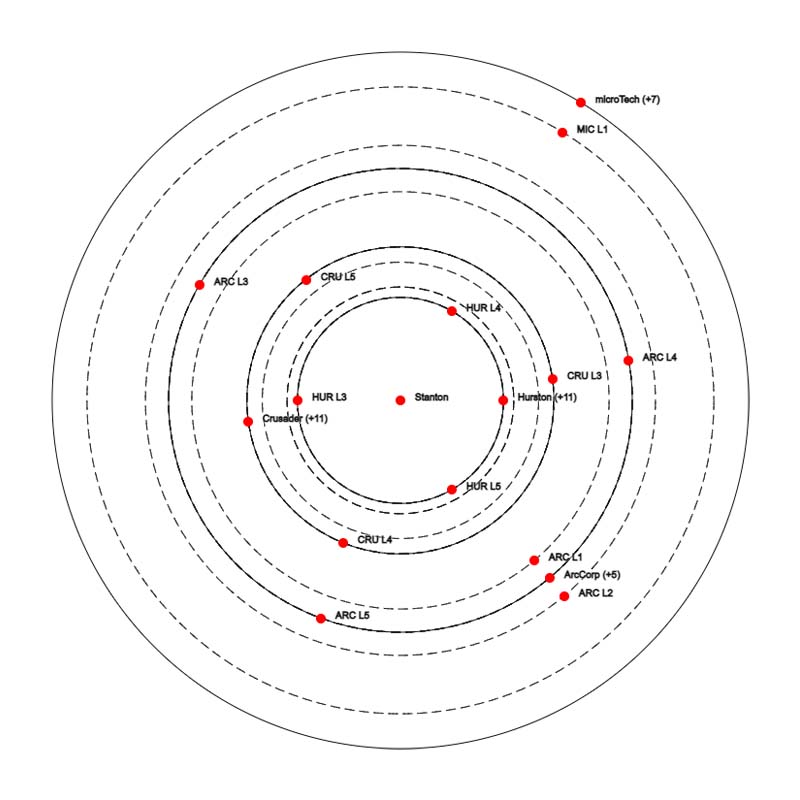 microTech (+7)
MIC L1
CRU L5
ARC L3
HUR L4
ARC L4
CRU L3
HUR L3
Stanton
Hurston (+11)
Crusader (+11)
HUR L5
CRU L4
ARC L1
ArcCorp (+5)
ARC L2
ARC L5